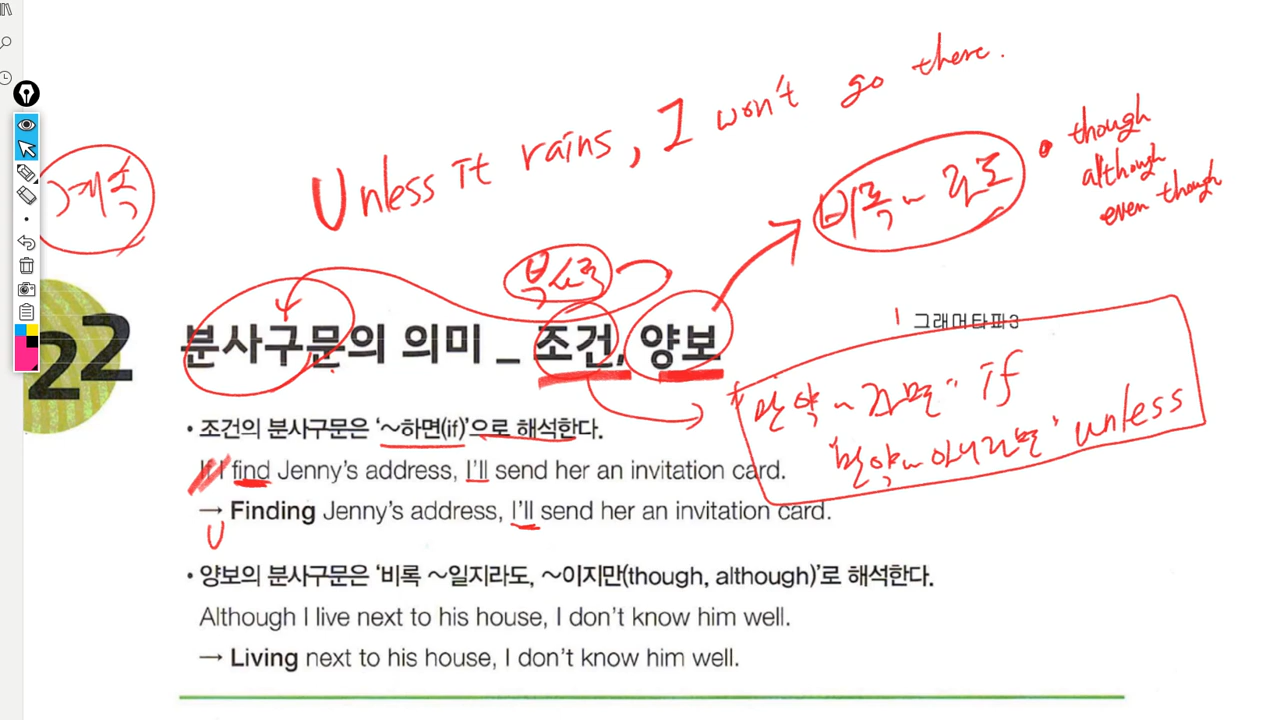 Unless it rains, I won't go there.
계속
비록~라도
though
although
even though
부사구
22
분사구문의 의미 _ 조건, 양보
그래머타파3
만약~라면 if
만약~아니라면 unless
• 조건의 분사구문은 '~하면(if)'으로 해석한다.
If I find Jenny's address, I'll send her an invitation card.
→ Finding Jenny's address, I'll send her an invitation card.
• 양보의 분사구문은 '비록 ~일지라도, ~이지만(though, although)'로 해석한다.
Although I live next to his house, I don't know him well.
→ Living next to his house, I don't know him well.